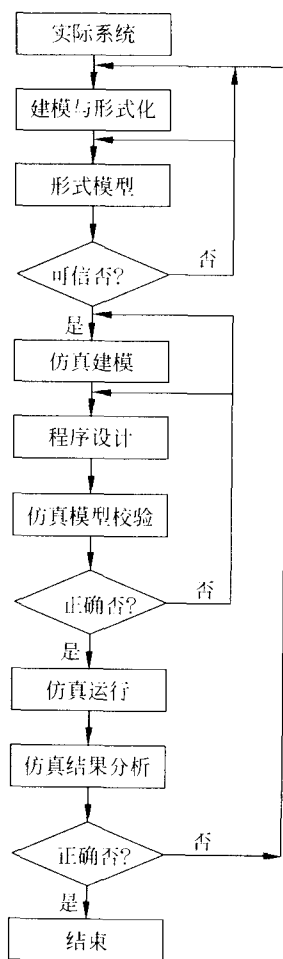 实际系统
建模与形式化
形式模型
可信否?
否
是
仿真建模
程序设计
仿真模型校验
正确否?
否
是
仿真运行
仿真结果分析
正确否?
否
是
结束